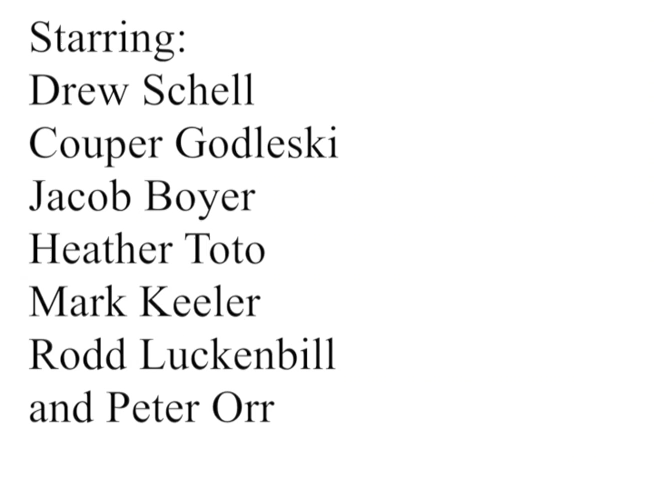 Starring:
Drew Schell
Couper Godleski
Jacob Boyer
Heather Toto
Mark Keeler
Rodd Luckenbill
and Peter Orr